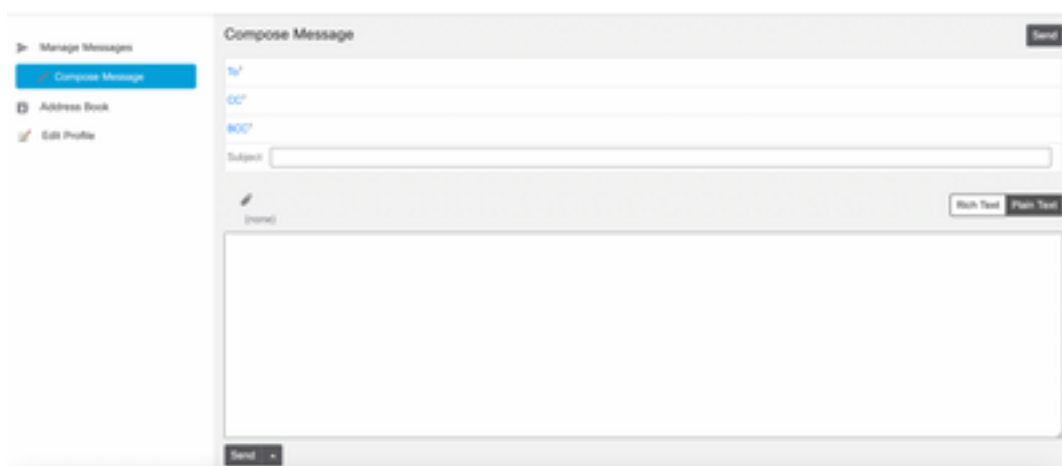 Manage Messages
Compose Message
Address Book
Edit Profile
Compose Message
Send
To*
CC*
BCC*
Subject:
(none)
Rich Text
Plain Text
Send